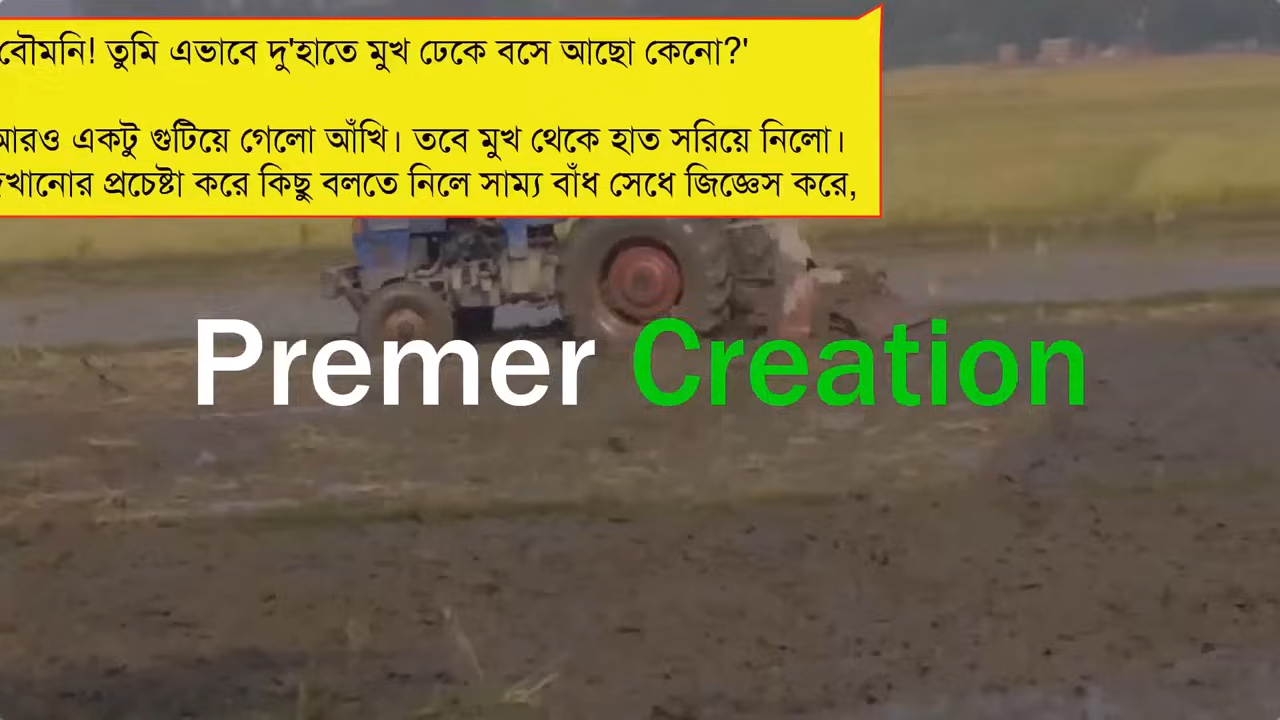 বৌমনি! তুমি এভাবে দু'হাতে মুখ ঢেকে বসে আছো কেনো?'
আরও একটু গুটিয়ে গেলো আঁখি। তবে মুখ থেকে হাত সরিয়ে নিলো।
প্রচেষ্টা করে কিছু বলতে নিলে সাম্য বাঁধ সেধে জিজ্ঞেস করে,
Premer Creation